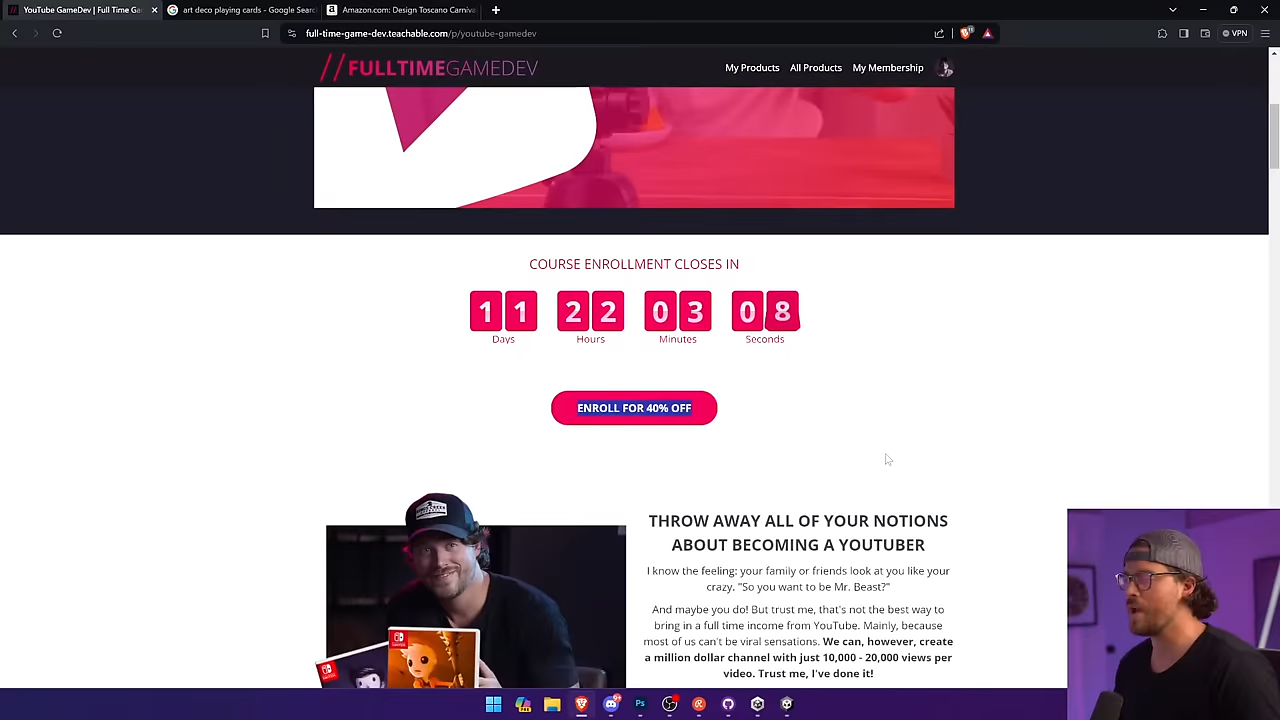 YouTube GameDev | Full Time Ga
art deco playing cards - Google Searc
Amazon.com: Design Toscano Carniva
full-time-game-dev.teachable.com/p/youtube-gamedev
VPN
//FULLTIMEGAMEDEV
My Products
All Products
My Membership
COURSE ENROLLMENT CLOSES IN
11 22 03 08
Days Hours Minutes Seconds
ENROLL FOR 40% OFF
THROW AWAY ALL OF YOUR NOTIONS
ABOUT BECOMING A YOUTUBER
I know the feeling: your family or friends look at you like your
crazy. "So you want to be Mr. Beast?"
And maybe you do! But trust me, that's not the best way to
bring in a full time income from YouTube. Mainly, because
most of us can't be viral sensations. We can, however, create
a million dollar channel with just 10,000 - 20,000 views per
video. Trust me, I've done it!